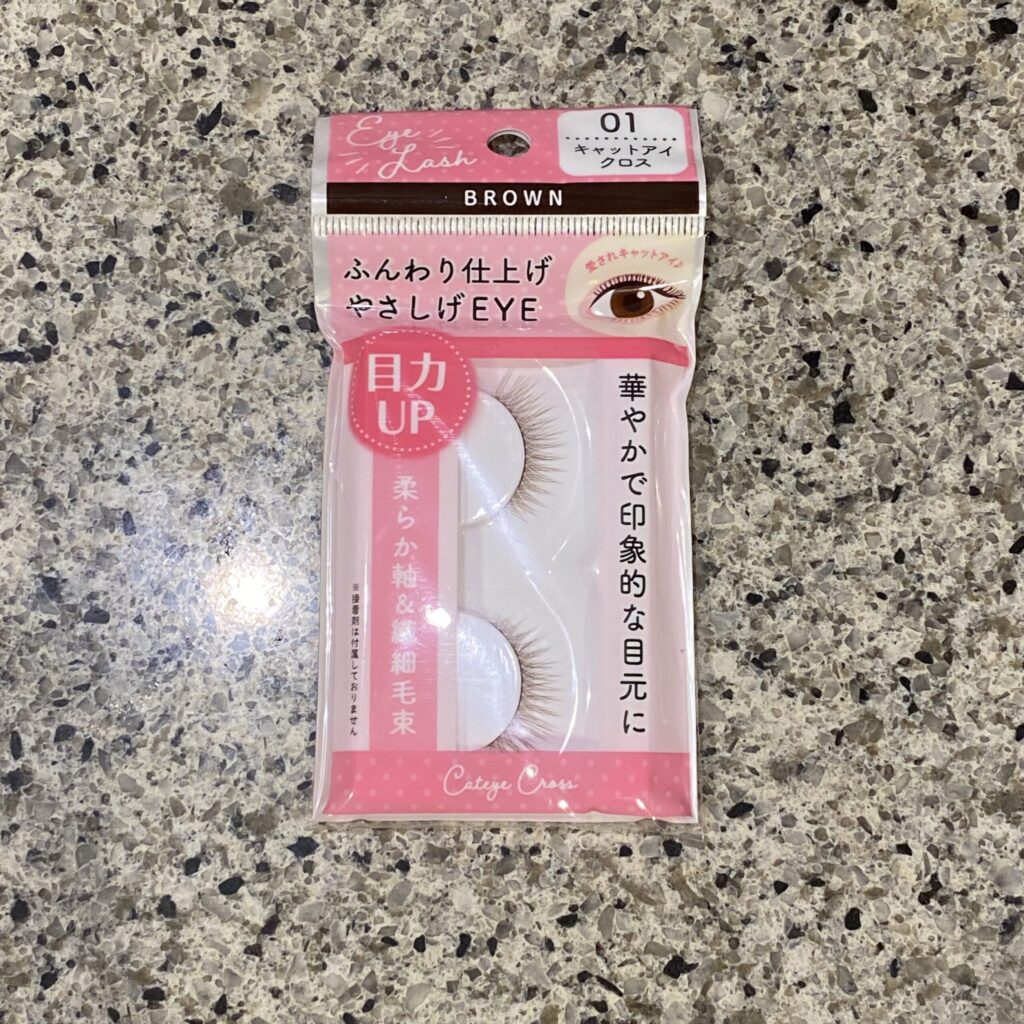 Eye
Lash
01
キャットアイ
クロス
BROWN
ふんわり仕上げ
やさしげEYE
愛されキャットアイ♪
目力
UP
華やかで印象的な目元に
柔らか軸&繊細毛束
※接着剤は付属しておりません
Cateye Cross